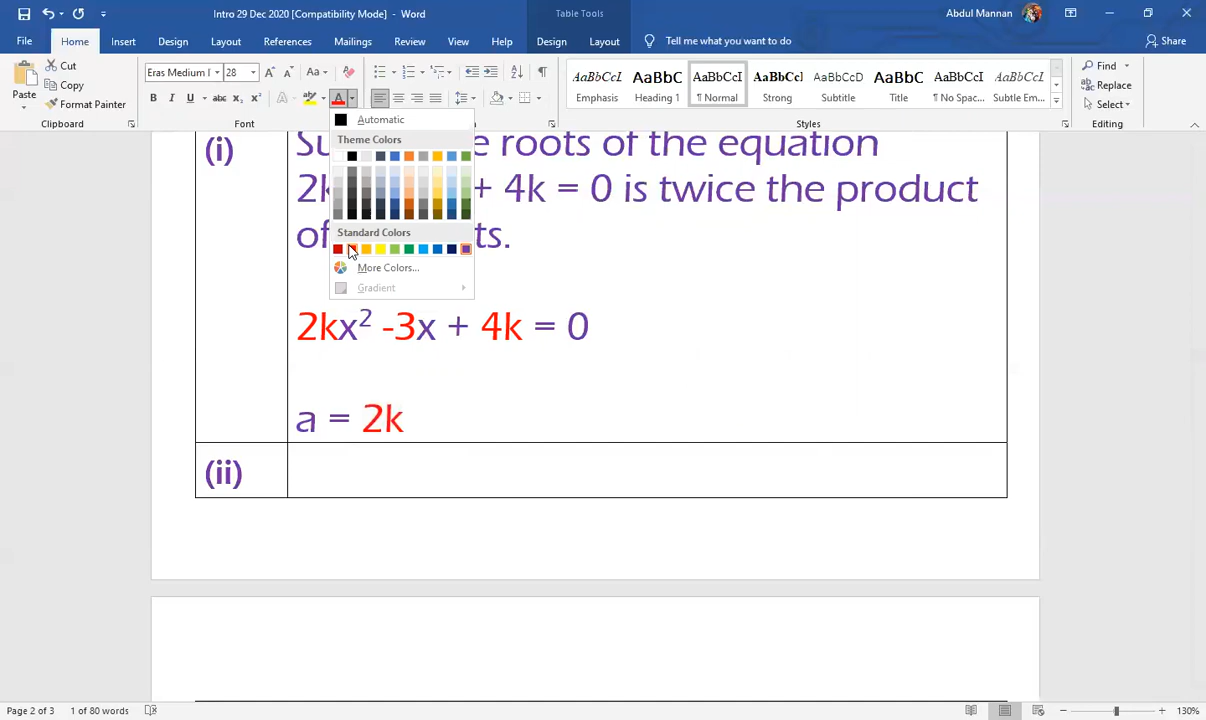 Intro 29 Dec 2020 [Compatibility Mode] - Word
Table Tools
Abdul Mannan
File Home Insert Design Layout References Mailings Review View Help Design Layout Tell me what you want to do Share
Paste
Cut
Copy
Format Painter
Clipboard
Eras Medium 28
Font
AaBbCcI AaBbC AaBbCcI AaBbCcI AaBbCcD AaBbC AaBbCcI AaBbCcI
Emphasis Heading 1 ¶ Normal Strong Subtitle Title ¶ No Spac... Subtle Em...
Styles
Find
Replace
Select
Editing
Automatic
Theme Colors
Standard Colors
More Colors...
Gradient
(i)
Su e roots of the equation
2k + 4k = 0 is twice the product
of ts.
2kx² -3x + 4k = 0
a = 2k
(ii)
Page 2 of 3 1 of 80 words 130%